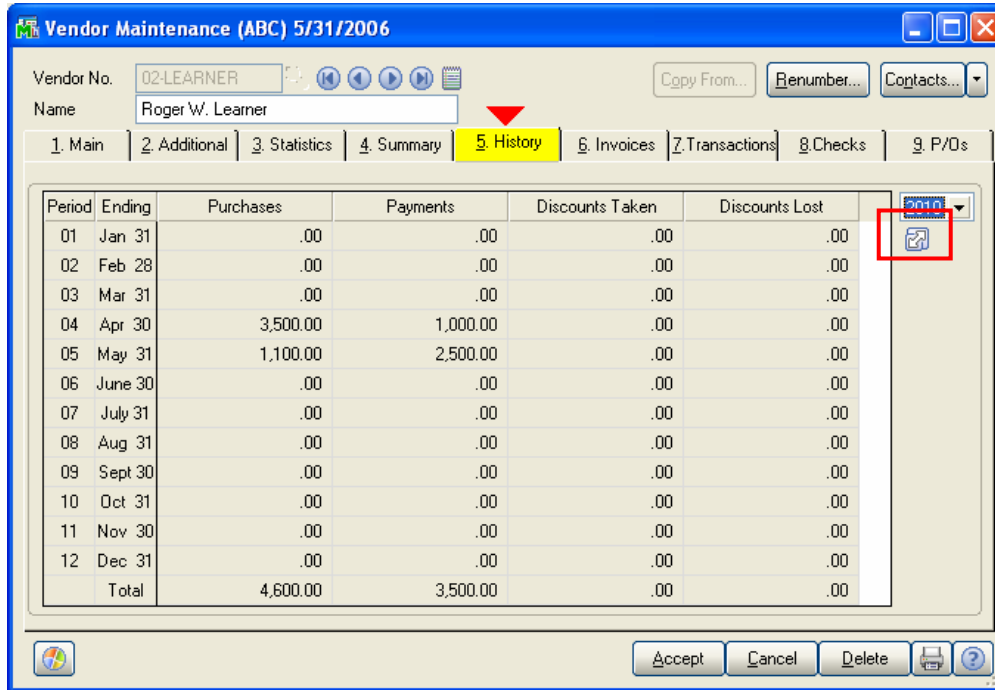 Vendor Maintenance (ABC) 5/31/2006
Vendor No. 02-LEARNER Copy From... Renumber... Contacts...
Name Roger W. Learner
1. Main 2. Additional 3. Statistics 4. Summary 5. History 6. Invoices 7.Transactions 8.Checks 9. P/Os
Period Ending Purchases Payments Discounts Taken Discounts Lost 2010
01 Jan 31 .00 .00 .00 .00
02 Feb 28 .00 .00 .00 .00
03 Mar 31 .00 .00 .00 .00
04 Apr 30 3,500.00 1,000.00 .00 .00
05 May 31 1,100.00 2,500.00 .00 .00
06 June 30 .00 .00 .00 .00
07 July 31 .00 .00 .00 .00
08 Aug 31 .00 .00 .00 .00
09 Sept 30 .00 .00 .00 .00
10 Oct 31 .00 .00 .00 .00
11 Nov 30 .00 .00 .00 .00
12 Dec 31 .00 .00 .00 .00
Total 4,600.00 3,500.00 .00 .00
Accept Cancel Delete ?